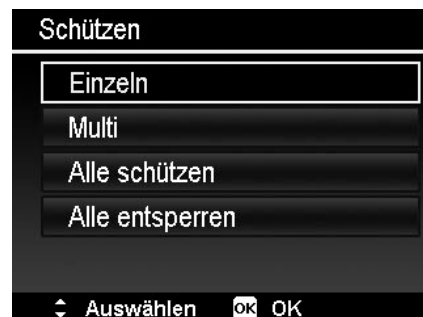 Schützen
Einzeln
Multi
Alle schützen
Alle entsperren
Auswählen OK OK